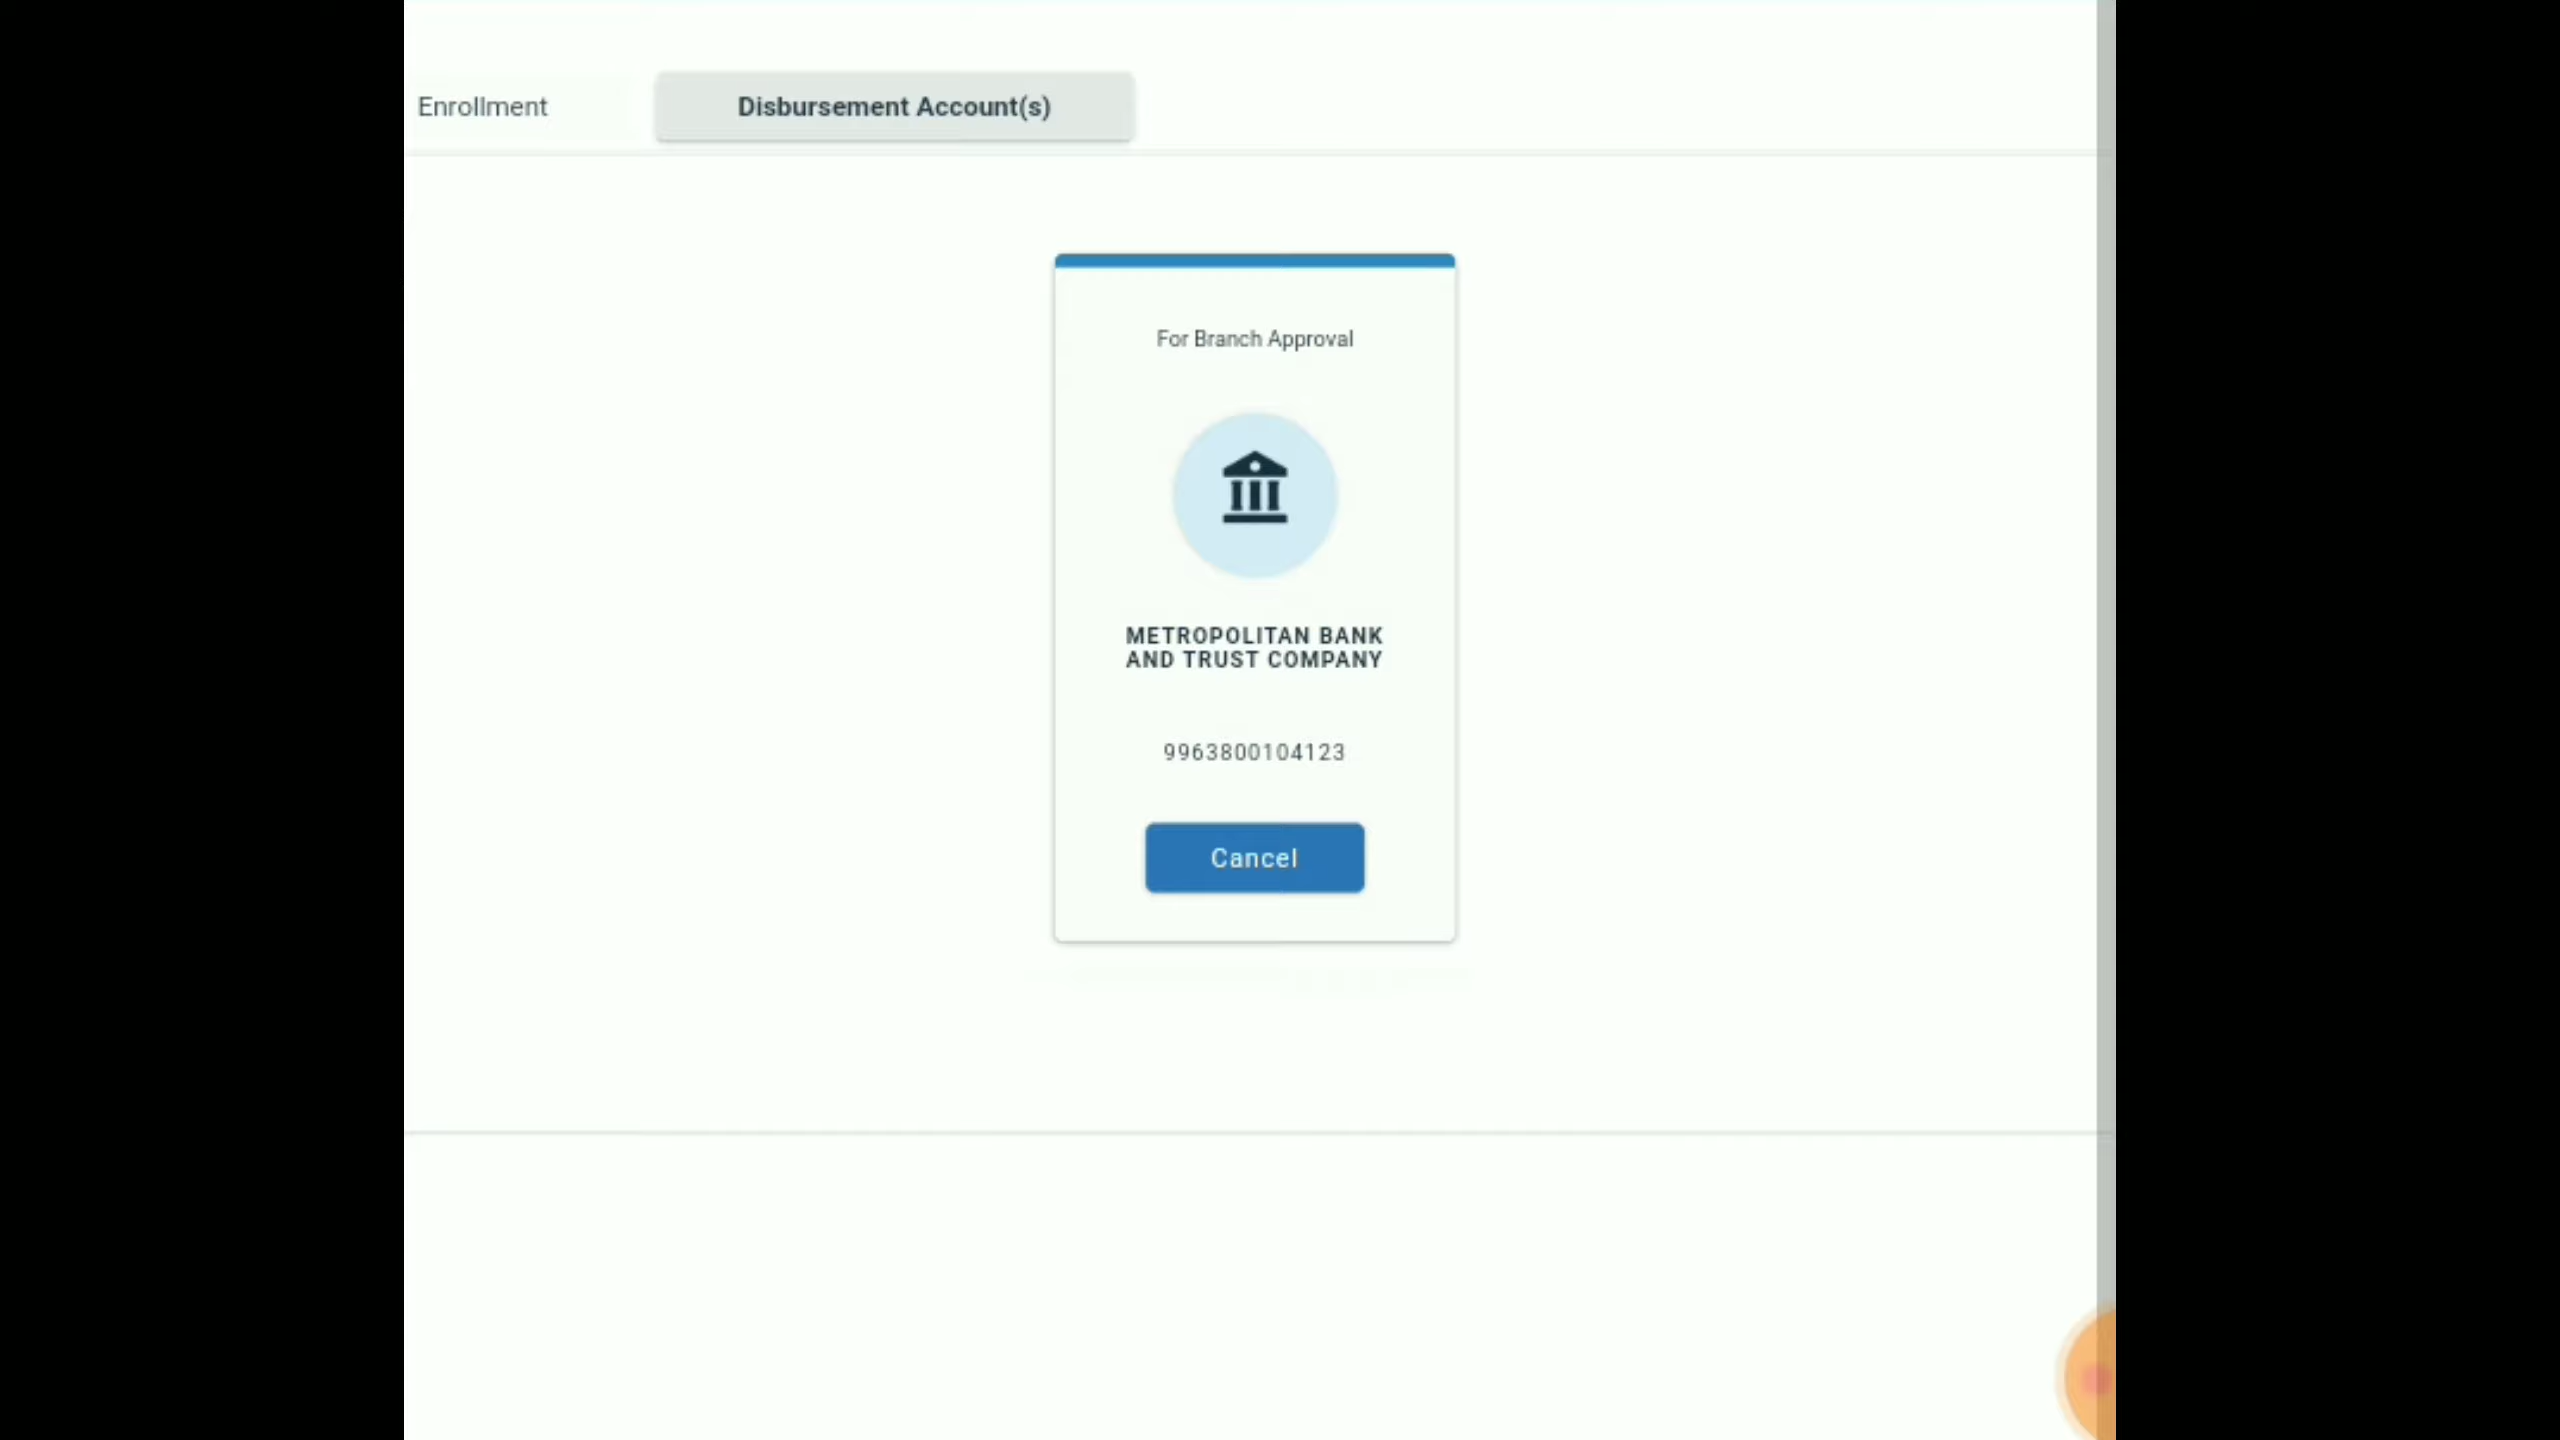 Enrollment
Disbursement Account(s)
For Branch Approval
METROPOLITAN BANK
AND TRUST COMPANY
9963800104123
Cancel